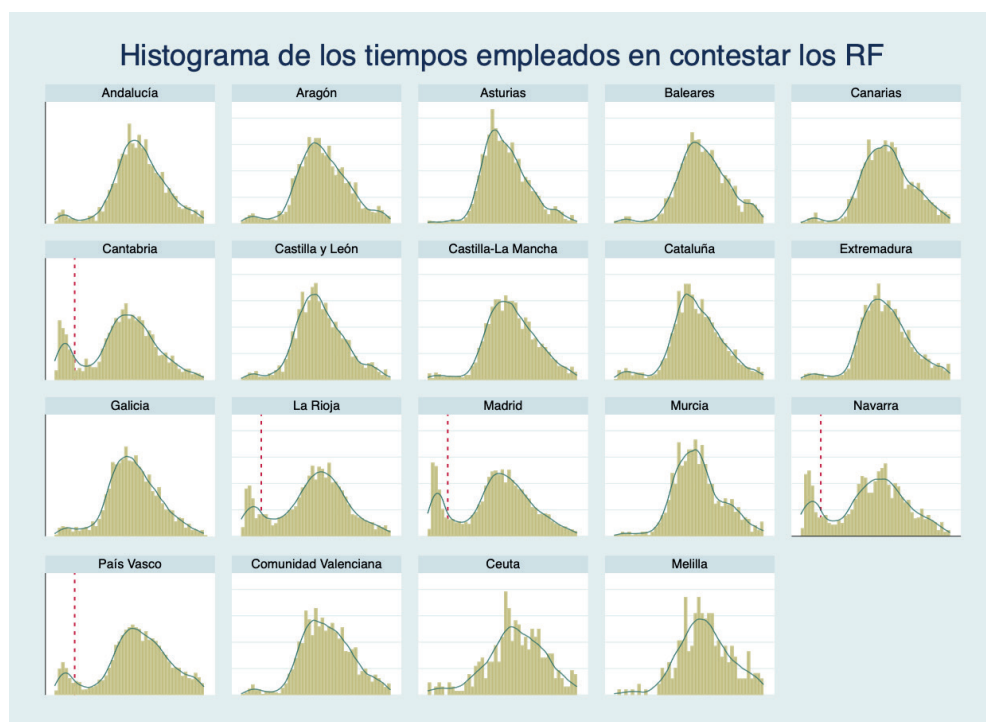 Histograma de los tiempos empleados en contestar los RF
Andalucía
Aragón
Asturias
Baleares
Canarias
Cantabria
Castilla y León
Castilla-La Mancha
Cataluña
Extremadura
Galicia
La Rioja
Madrid
Murcia
Navarra
País Vasco
Comunidad Valenciana
Ceuta
Melilla